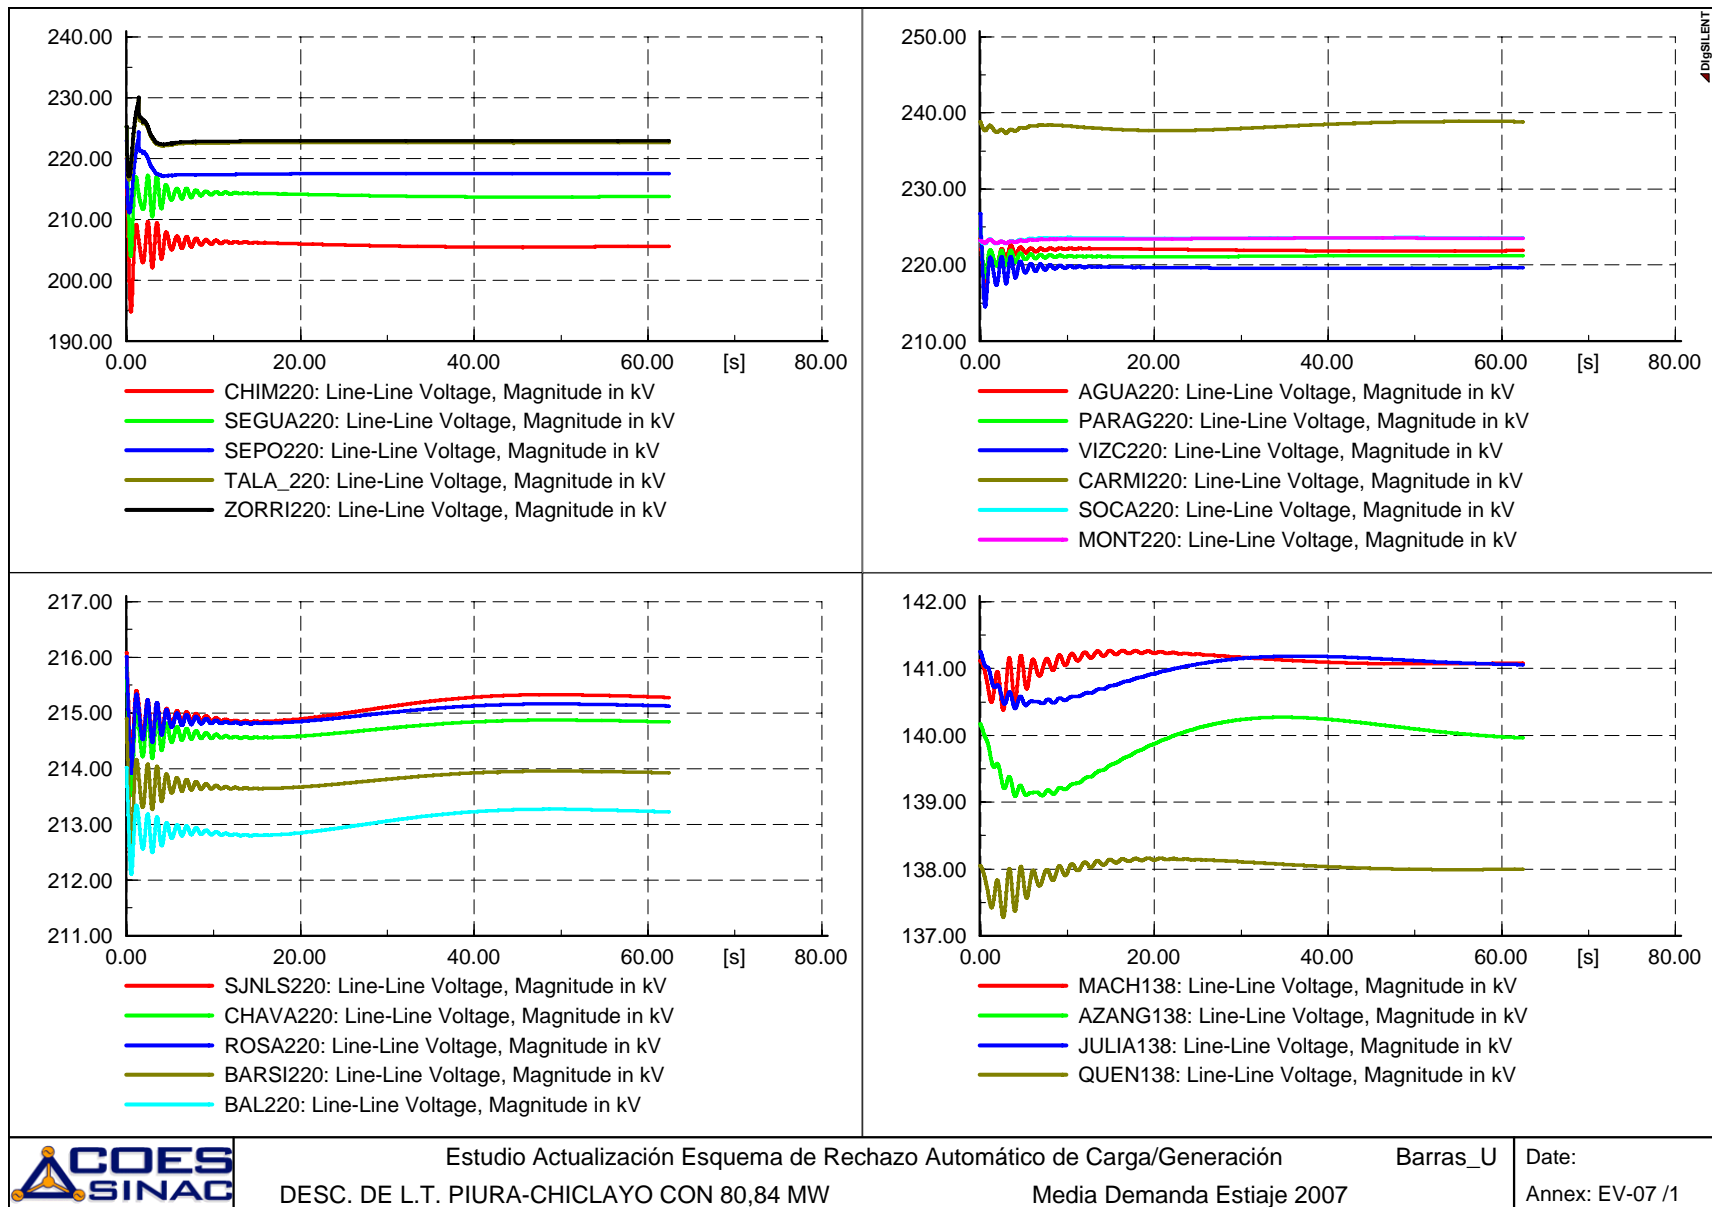 240.00
230.00
220.00
210.00
200.00
190.00
0.00 20.00 40.00 60.00 [s] 80.00
CHIM220: Line-Line Voltage, Magnitude in kV
SEGUA220: Line-Line Voltage, Magnitude in kV
SEPO220: Line-Line Voltage, Magnitude in kV
TALA_220: Line-Line Voltage, Magnitude in kV
ZORRI220: Line-Line Voltage, Magnitude in kV
250.00
240.00
230.00
220.00
210.00
0.00 20.00 40.00 60.00 [s] 80.00
AGUA220: Line-Line Voltage, Magnitude in kV
PARAG220: Line-Line Voltage, Magnitude in kV
VIZC220: Line-Line Voltage, Magnitude in kV
CARMI220: Line-Line Voltage, Magnitude in kV
SOCA220: Line-Line Voltage, Magnitude in kV
MONT220: Line-Line Voltage, Magnitude in kV
DIgSILENT
217.00
216.00
215.00
214.00
213.00
212.00
211.00
0.00 20.00 40.00 60.00 [s] 80.00
SJNLS220: Line-Line Voltage, Magnitude in kV
CHAVA220: Line-Line Voltage, Magnitude in kV
ROSA220: Line-Line Voltage, Magnitude in kV
BARSI220: Line-Line Voltage, Magnitude in kV
BAL220: Line-Line Voltage, Magnitude in kV
142.00
141.00
140.00
139.00
138.00
137.00
0.00 20.00 40.00 60.00 [s] 80.00
MACH138: Line-Line Voltage, Magnitude in kV
AZANG138: Line-Line Voltage, Magnitude in kV
JULIA138: Line-Line Voltage, Magnitude in kV
QUEN138: Line-Line Voltage, Magnitude in kV
COES
SINAC
Estudio Actualización Esquema de Rechazo Automático de Carga/Generación Barras_U
DESC. DE L.T. PIURA-CHICLAYO CON 80,84 MW Media Demanda Estiaje 2007
Date:
Annex: EV-07 /1